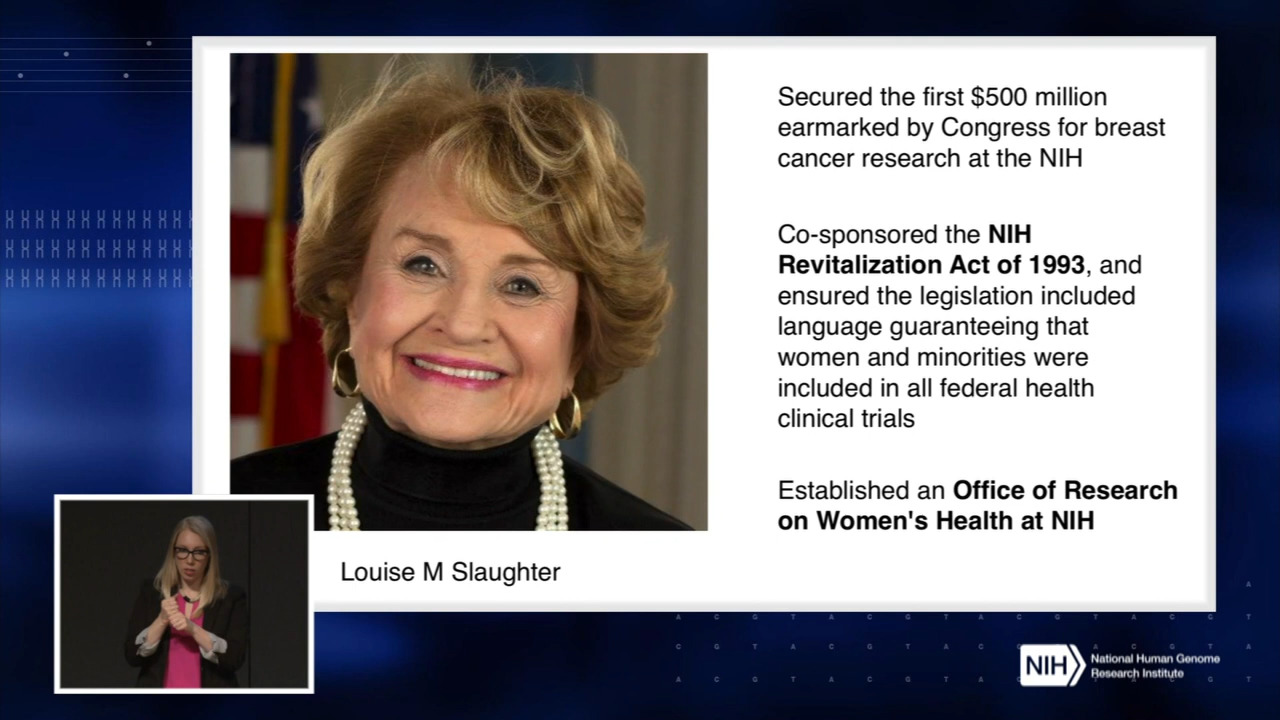 Secured the first $500 million
earmarked by Congress for breast
cancer research at the NIH
Co-sponsored the NIH
Revitalization Act of 1993, and
ensured the legislation included
language guaranteeing that
women and minorities were
included in all federal health
clinical trials
Established an Office of Research
on Women's Health at NIH
Louise M Slaughter
NIH
National Human Genome
Research Institute